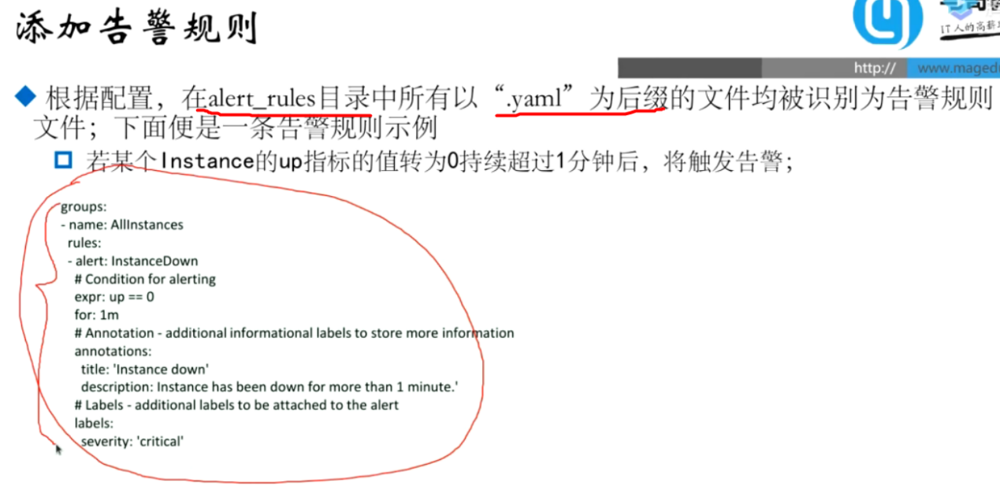 添加告警规则
IT人的高薪
http://
www.maged
根据配置，在alert_rules目录中所有以“.yaml”为后缀的文件均被识别为告警规则
文件；下面便是一条告警规则示例
若某个Instance的up指标的值转为0持续超过1分钟后，将触发告警；
groups:
- name: AllInstances
rules:
- alert: InstanceDown
# Condition for alerting
expr: up == 0
for: 1m
# Annotation - additional informational labels to store more information
annotations:
title: 'Instance down'
description: Instance has been down for more than 1 minute.'
# Labels - additional labels to be attached to the alert
labels:
severity: 'critical'